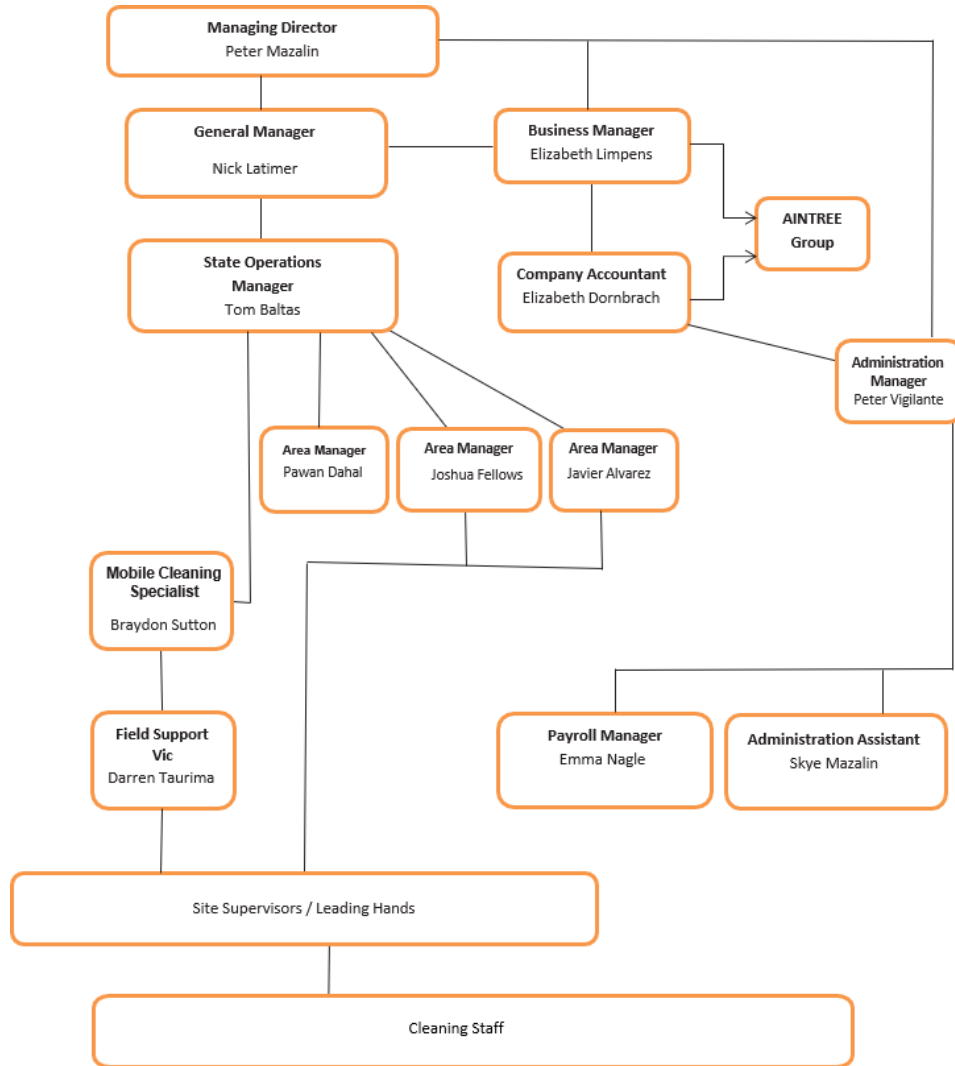 Managing Director
Peter Mazalin
General Manager
Nick Latimer
Business Manager
Elizabeth Limpens
AINTREE
Group
State Operations
Manager
Tom Baltas
Company Accountant
Elizabeth Dornbrach
Administration
Manager
Peter Vigilante
Area Manager
Pawan Dahal
Area Manager
Joshua Fellows
Area Manager
Javier Alvarez
Mobile Cleaning
Specialist
Braydon Sutton
Field Support
Vic
Darren Taurima
Payroll Manager
Emma Nagle
Administration Assistant
Skye Mazalin
Site Supervisors / Leading Hands
Cleaning Staff